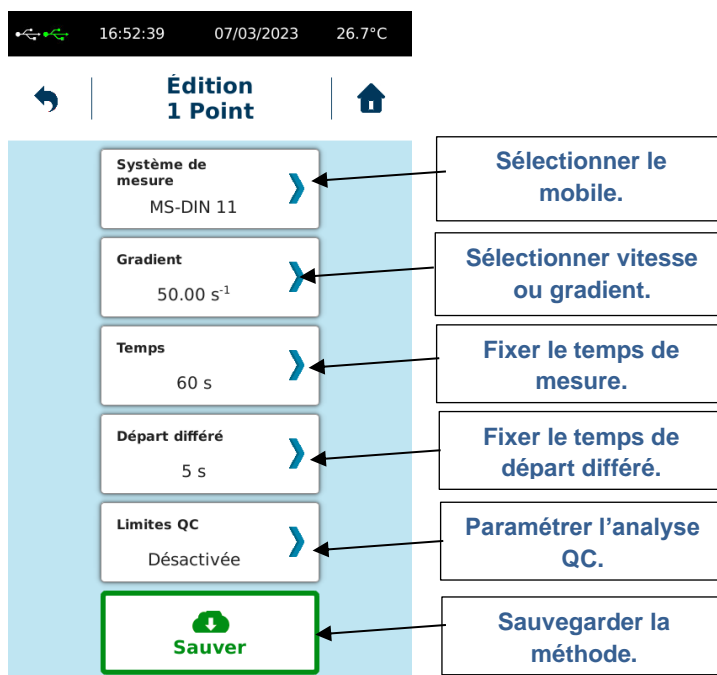 16:52:39 07/03/2023 26.7°C
Édition
1 Point
Système de
mesure
MS-DIN 11
Sélectionner le
mobile.
Gradient
50.00 s⁻¹
Sélectionner vitesse
ou gradient.
Temps
60 s
Fixer le temps de
mesure.
Départ différé
5 s
Fixer le temps de
départ différé.
Limites QC
Désactivée
Paramétrer l’analyse
QC.
Sauver
Sauvegarder la
méthode.